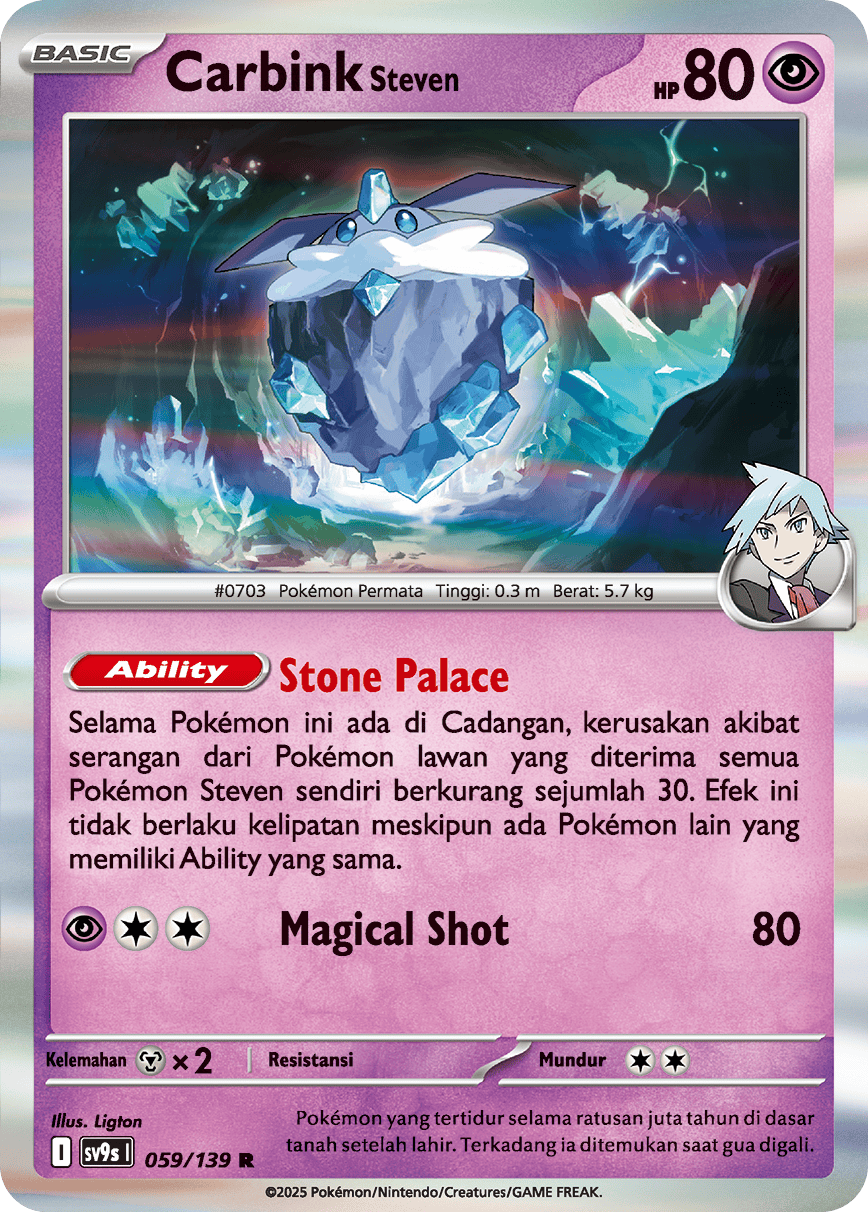 BASIC
Carbink Steven
HP 80
#0703 Pokémon Permata Tinggi: 0.3 m Berat: 5.7 kg
Ability Stone Palace
Selama Pokémon ini ada di Cadangan, kerusakan akibat
serangan dari Pokémon lawan yang diterima semua
Pokémon Steven sendiri berkurang sejumlah 30. Efek ini
tidak berlaku kelipatan meskipun ada Pokémon lain yang
memiliki Ability yang sama.
Magical Shot 80
Kelemahan ×2 Resistansi Mundur
Illus. Ligton
Pokémon yang tertidur selama ratusan juta tahun di dasar
tanah setelah lahir. Terkadang ia ditemukan saat gua digali.
I sv9s I 059/139 R
©2025 Pokémon/Nintendo/Creatures/GAME FREAK.